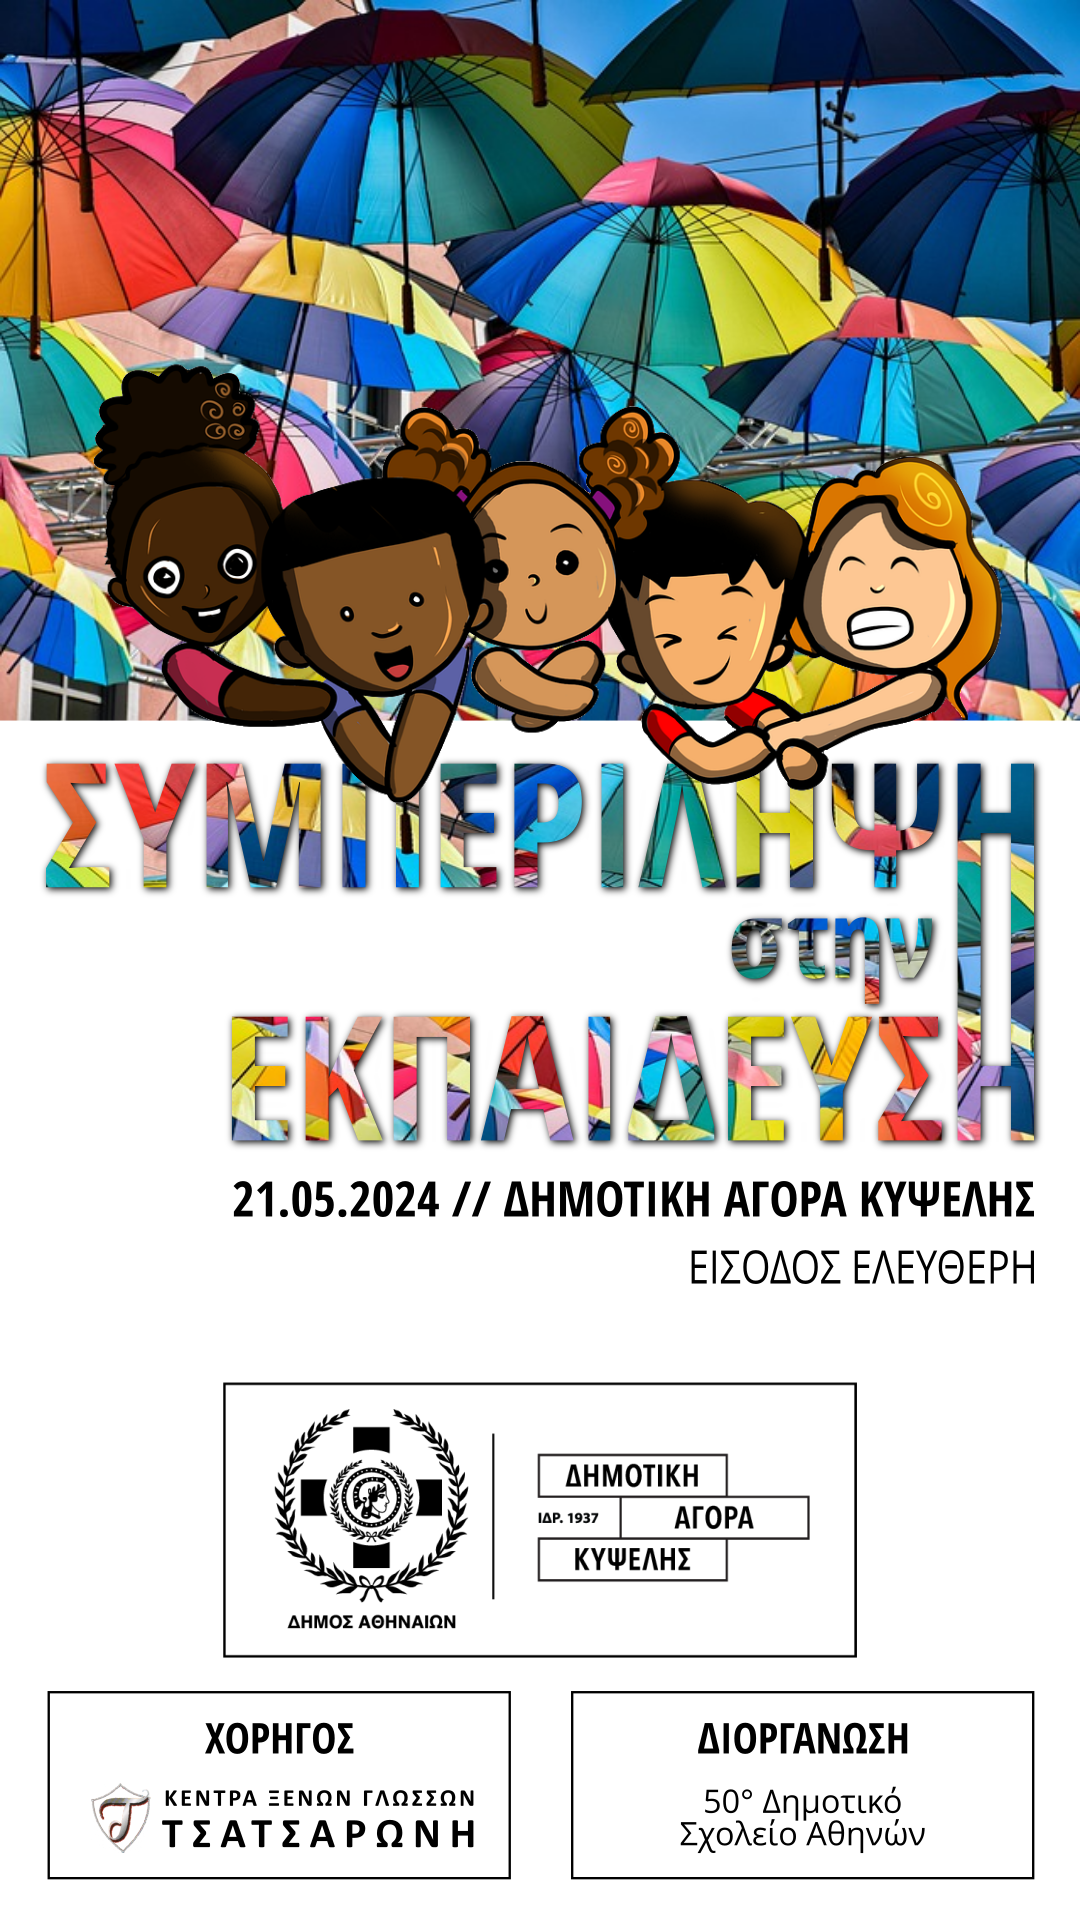 ΣΥΜΠΕΡΙΛΗΨΗ
στην
ΕΚΠΑΙΔΕΥΣΗ
21.05.2024 // ΔΗΜΟΤΙΚΗ ΑΓΟΡΑ ΚΥΨΕΛΗΣ
ΕΙΣΟΔΟΣ ΕΛΕΥΘΕΡΗ
ΔΗΜΟΣ ΑΘΗΝΑΙΩΝ
ΔΗΜΟΤΙΚΗ
ΙΔΡ. 1937 ΑΓΟΡΑ
ΚΥΨΕΛΗΣ
ΧΟΡΗΓΟΣ
ΚΕΝΤΡΑ ΞΕΝΩΝ ΓΛΩΣΣΩΝ
ΤΣΑΤΣΑΡΩΝΗ
ΔΙΟΡΓΑΝΩΣΗ
50° Δημοτικό
Σχολείο Αθηνών